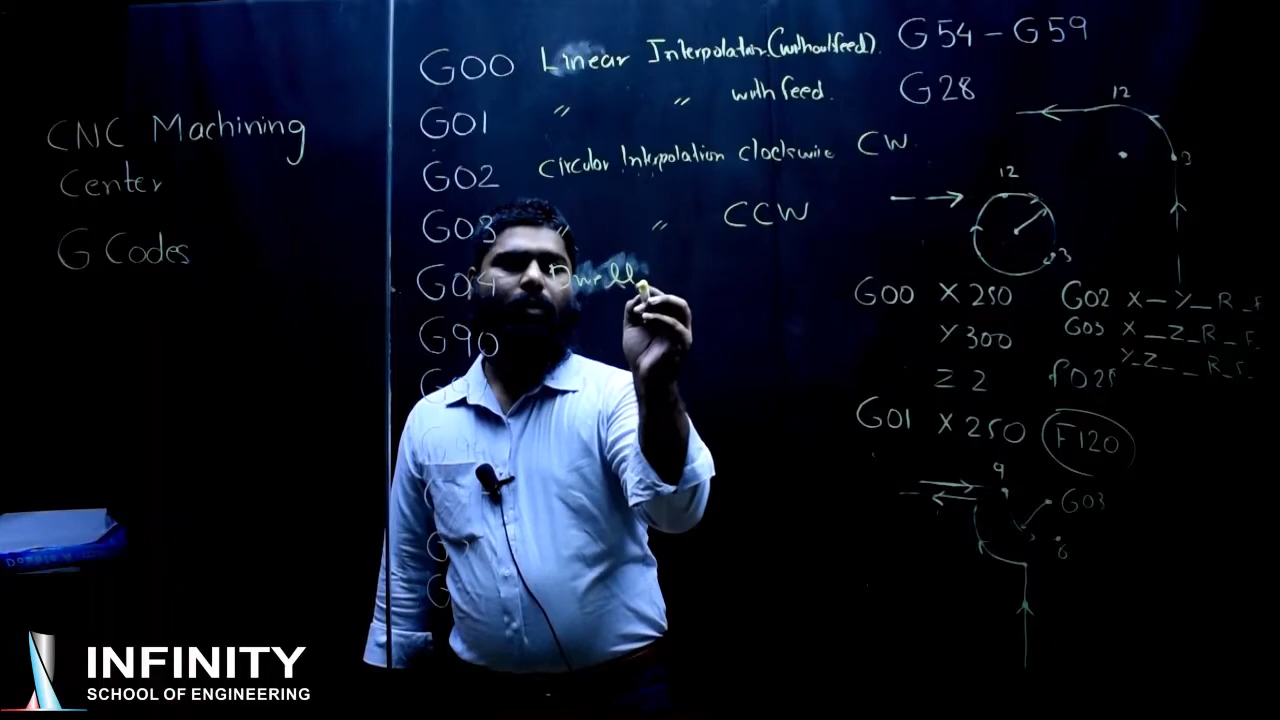 CNC Machining
Center
G Codes
G00 Linear Interpolation (without feed).
G01 〃 〃 with feed.
G02 Circular Interpolation clockwise CW
G03 〃 〃 CCW
G04 Dwell
G90
G54 - G59
G28
12
3
12
3
G00 X 250
Y 300
Z 2
G01 X 250 F120
G02 X_Y_R_F
G03 X_Z_R_F.
Y_Z__R_F.
9
9
G03
6
INFINITY
SCHOOL OF ENGINEERING